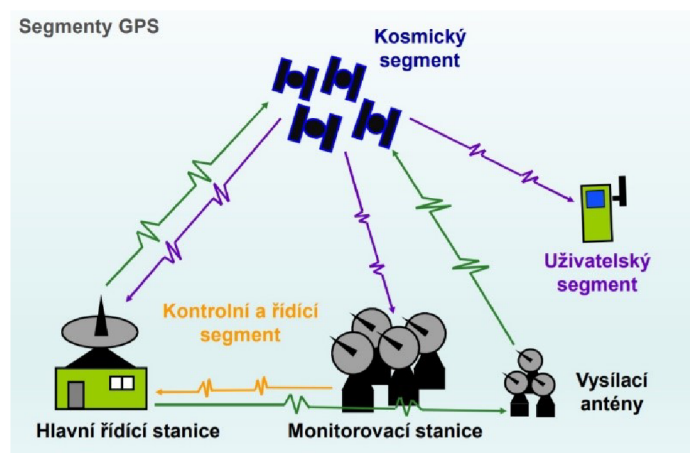 Segmenty GPS
Kosmický
segment
Uživatelský
segment
Kontrolní a řídící
segment
Vysílací
antény
Hlavní řídící stanice
Monitorovací stanice